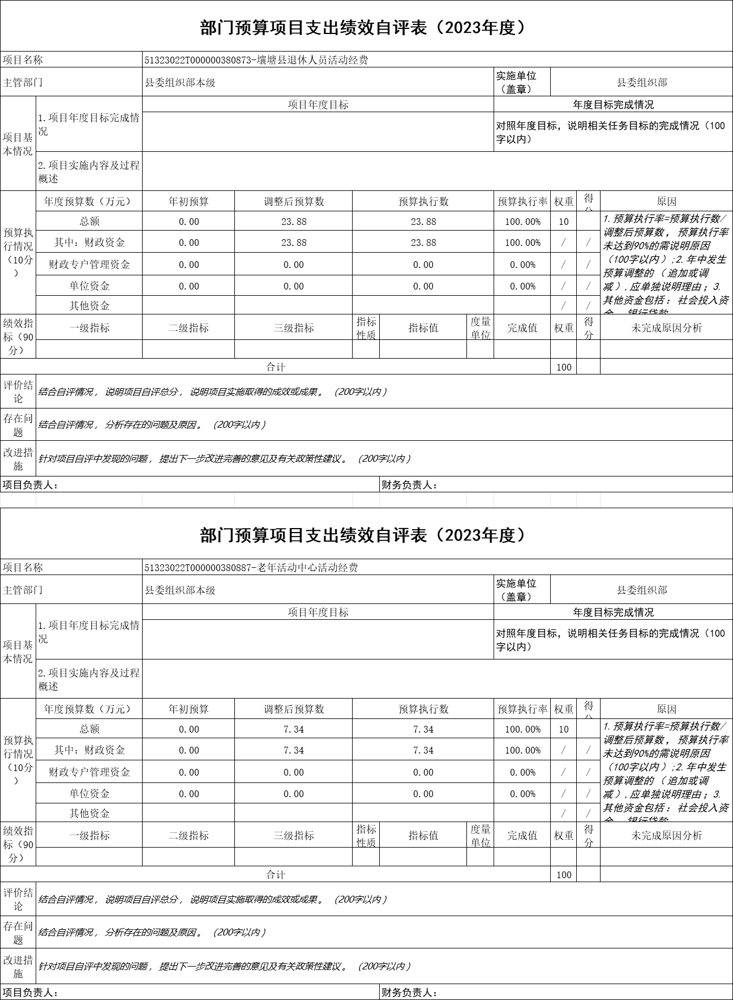 部门预算项目支出绩效自评表（2023年度）
项目名称 51323022T000000380873-壤塘县退休人员活动经费
主管部门 县委组织部本级 实施单位（盖章） 县委组织部
项目基本情况 1.项目年度目标完成情况 项目年度目标 年度目标完成情况
对照年度目标，说明相关任务目标的完成情况（100字以内）
2.项目实施内容及过程概述
预算执行情况（10分） 年度预算数（万元） 年初预算 调整后预算数 预算执行数 预算执行率 权重 得 原因
总额 0.00 23.88 23.88 100.00% 10
其中：财政资金 0.00 23.88 23.88 100.00% / /
财政专户管理资金 0.00 0.00 0.00 0.00% / /
单位资金 0.00 0.00 0.00 0.00% / /
其他资金 / /
1.预算执行率=预算执行数/
调整后预算数，预算执行率
未达到90%的需说明原因
（100字以内）;2.年中发生
预算调整的（追加或调
减）,应单独说明理由；3.
其他资金包括：社会投入资
绩效指标（90分） 一级指标 二级指标 三级指标 指标性质 指标值 度量单位 完成值 权重 得分 未完成原因分析
合计 100
评价结论 结合自评情况，说明项目自评总分，说明项目实施取得的成效或成果。（200字以内）
存在问题 结合自评情况，分析存在的问题及原因。（200字以内）
改进措施 针对项目自评中发现的问题，提出下一步改进完善的意见及有关政策性建议。（200字以内）
项目负责人： 财务负责人：
部门预算项目支出绩效自评表（2023年度）
项目名称 51323022T000000380887-老年活动中心活动经费
主管部门 县委组织部本级 实施单位（盖章） 县委组织部
项目基本情况 1.项目年度目标完成情况 项目年度目标 年度目标完成情况
对照年度目标，说明相关任务目标的完成情况（100字以内）
2.项目实施内容及过程概述
预算执行情况（10分） 年度预算数（万元） 年初预算 调整后预算数 预算执行数 预算执行率 权重 得 原因
总额 0.00 7.34 7.34 100.00% 10
其中：财政资金 0.00 7.34 7.34 100.00% / /
财政专户管理资金 0.00 0.00 0.00 0.00% / /
单位资金 0.00 0.00 0.00 0.00% / /
其他资金 / /
1.预算执行率=预算执行数/
调整后预算数，预算执行率
未达到90%的需说明原因
（100字以内）;2.年中发生
预算调整的（追加或调
减）,应单独说明理由；3.
其他资金包括：社会投入资
绩效指标（90分） 一级指标 二级指标 三级指标 指标性质 指标值 度量单位 完成值 权重 得分 未完成原因分析
合计 100
评价结论 结合自评情况，说明项目自评总分，说明项目实施取得的成效或成果。（200字以内）
存在问题 结合自评情况，分析存在的问题及原因。（200字以内）
改进措施 针对项目自评中发现的问题，提出下一步改进完善的意见及有关政策性建议。（200字以内）
项目负责人： 财务负责人：